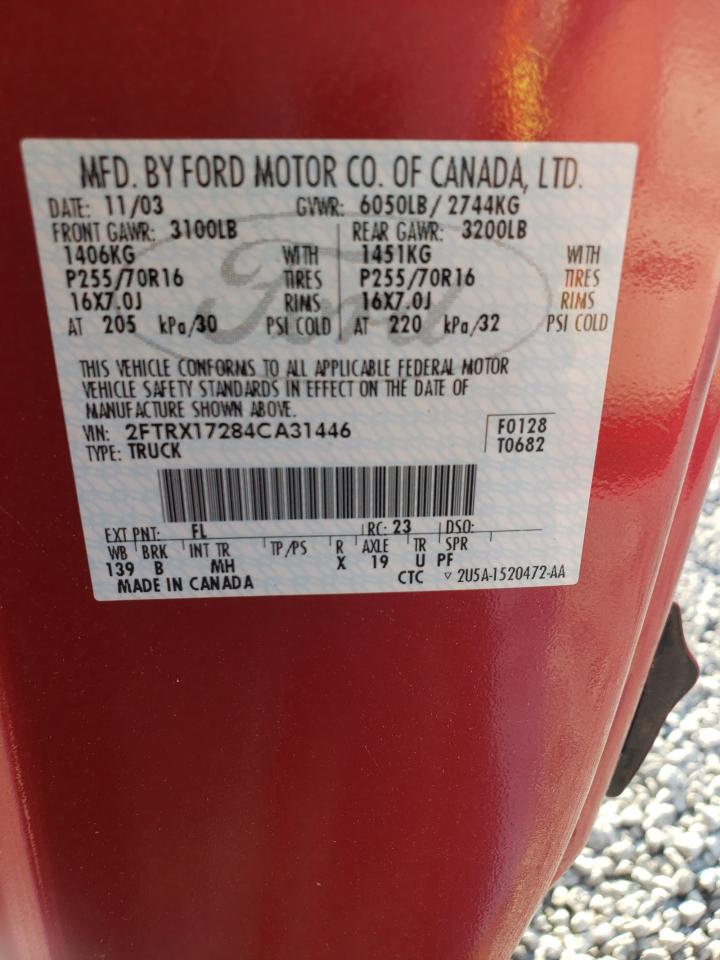 MFD. BY FORD MOTOR CO. OF CANADA, LTD.
DATE: 11/03 GVWR: 6050LB/ 2744KG
FRONT GAWR: 3100LB REAR GAWR: 3200LB
1406KG WITH 1451KG WITH
P255/70R16 TIRES P255/70R16 TIRES
16X7.0J RIMS 16X7.0J RIMS
AT 205 kPa/30 PSI COLD AT 220 kPa/32 PSI COLD
Ford
THIS VEHICLE CONFORMS TO ALL APPLICABLE FEDERAL MOTOR
VEHICLE SAFETY STANDARDS IN EFFECT ON THE DATE OF
MANUFACTURE SHOWN ABOVE.
VIN: 2FTRX17284CA31446 F0128
TYPE: TRUCK T0682
EXT PNT: FL RC: 23 DSO:
WB BRK INT TR TP/PS R AXLE TR SPR
139 B MH X 19 U PF
MADE IN CANADA CTC ▽ 2U5A-1520472-AA